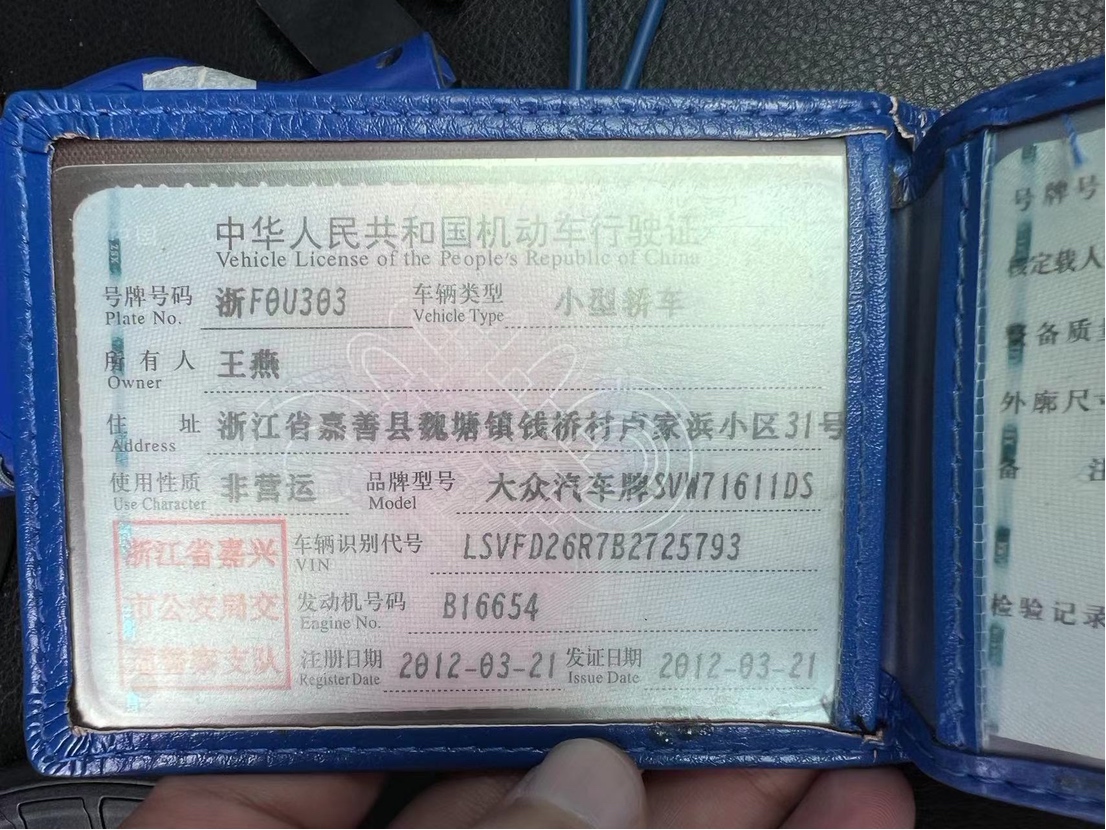 中华人民共和国机动车行驶证
Vehicle License of the People's Republic of China
号牌号码 浙F0U303 车辆类型 小型轿车
Plate No. Vehicle Type
所有人 王燕
Owner
住址 浙江省嘉善县魏塘镇钱桥村卢家浜小区31号
Address
使用性质 非营运 品牌型号 大众汽车牌SVW71611DS
Use Character Model
浙江省嘉兴
市公安局交
通警察支队
车辆识别代号 LSVFD26R7B2725793
VIN
发动机号码 B16654
Engine No.
注册日期 2012-03-21 发证日期 2012-03-21
Register Date Issue Date
号牌号
核定载人
整备质量
外廓尺寸
备 注
检验记录